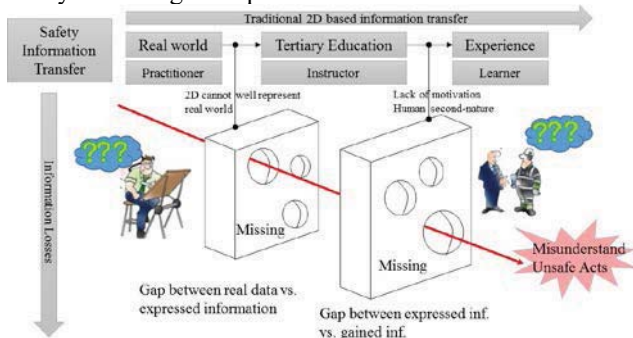 Traditional 2D based information transfer
Safety
Information
Transfer
Real world
Tertiary Education
Experience
Practitioner
Instructor
Learner
2D cannot well represent
real world
Lack of motivation
Human second-nature
Information Losses
???
???
Missing
Missing
Misunderstand
Unsafe Acts
Gap between real data vs.
expressed information
Gap between expressed inf.
vs. gained inf.